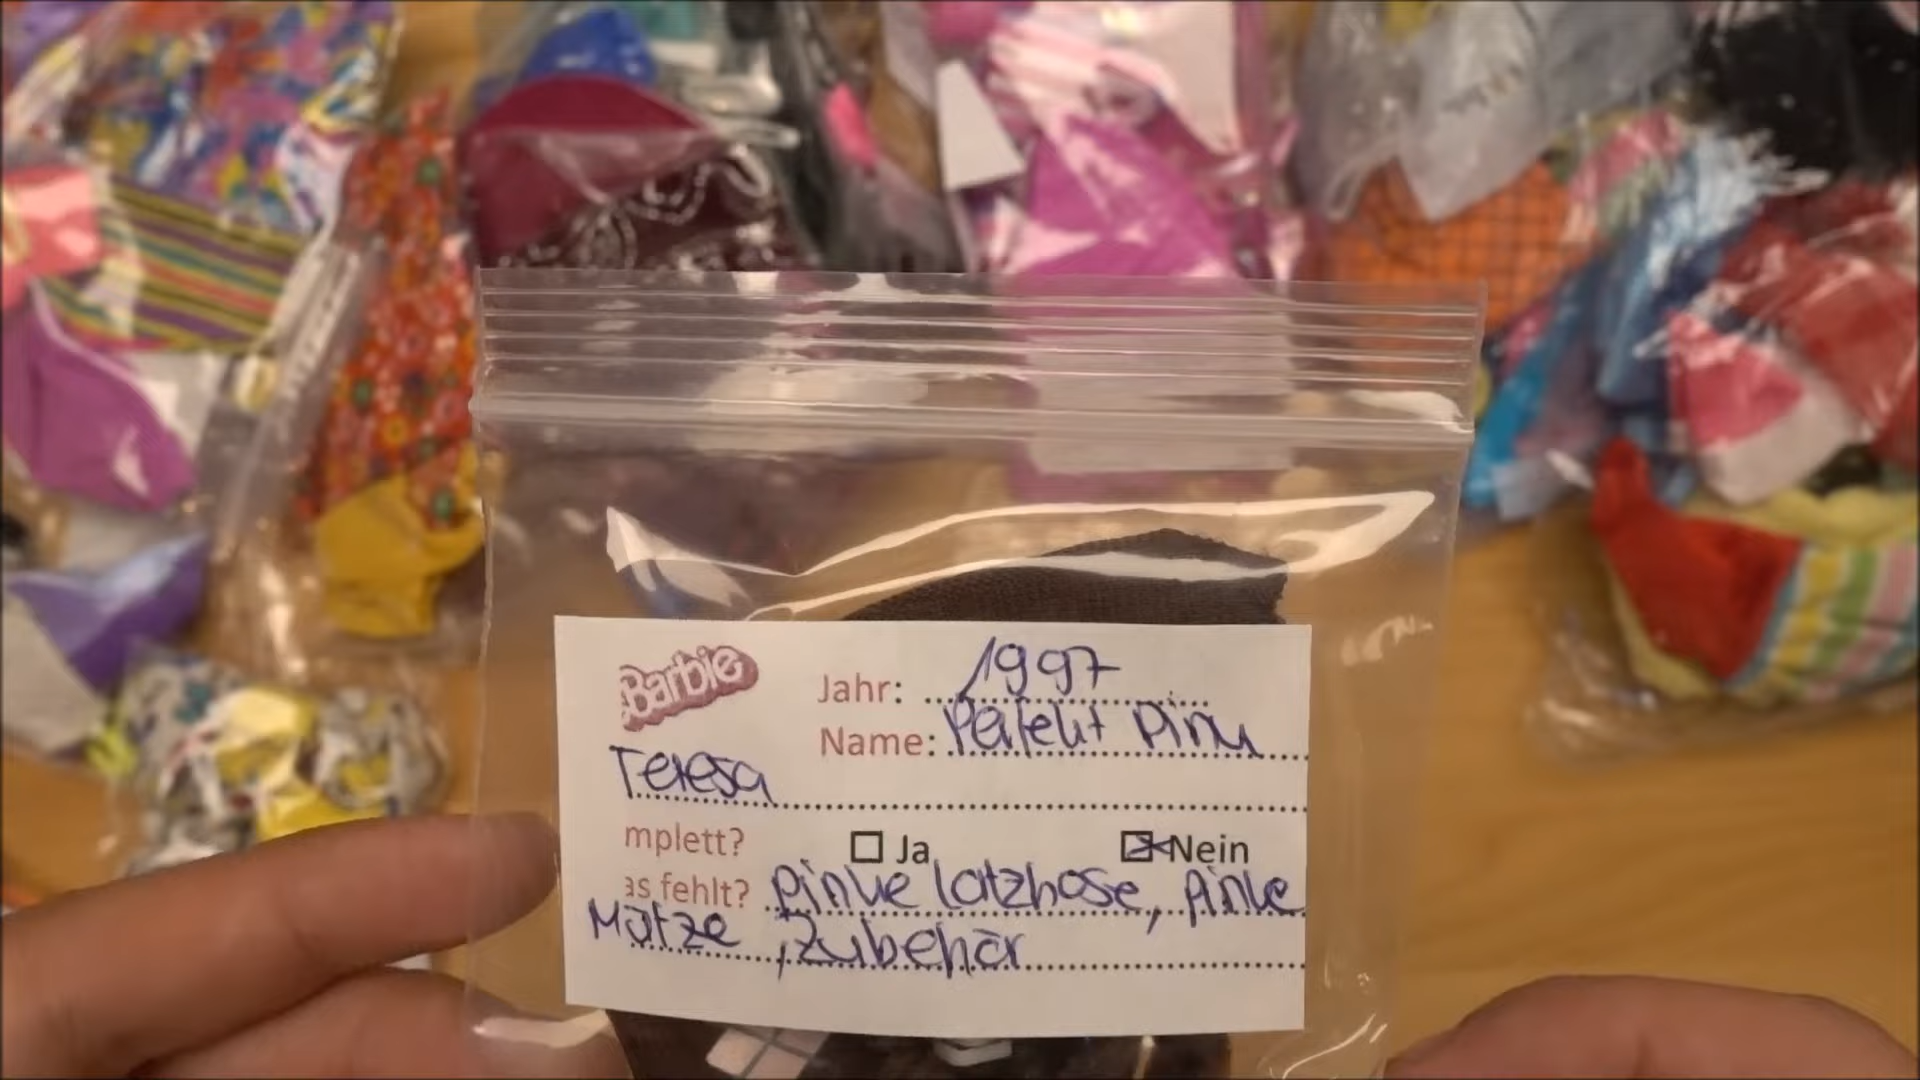 Barbie
Jahr: 1997
Name: Perfekt Pink
Teresa
mplett? Ja Nein
as fehlt? Pinke Latzhose, Pinke
Mütze, Zubehör